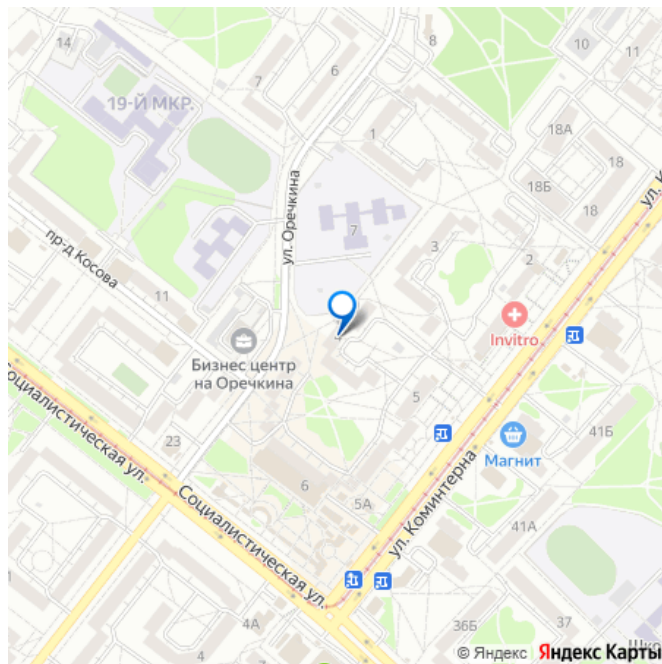 14
10
11
8
7
6
19-Й МКР.
1
18А
18
18Б
18
ул. К
ул. Оречкина
7
3
2
пр-д Косова
11
Invitro
Бизнес центр
на Оречкина
5
Социалистическая ул.
23
41Б
Магнит
6
5А
ул. Коминтерна
41А
Социалистическая ул.
4А
36Б
37
Шко
© Яндекс Яндекс Карты